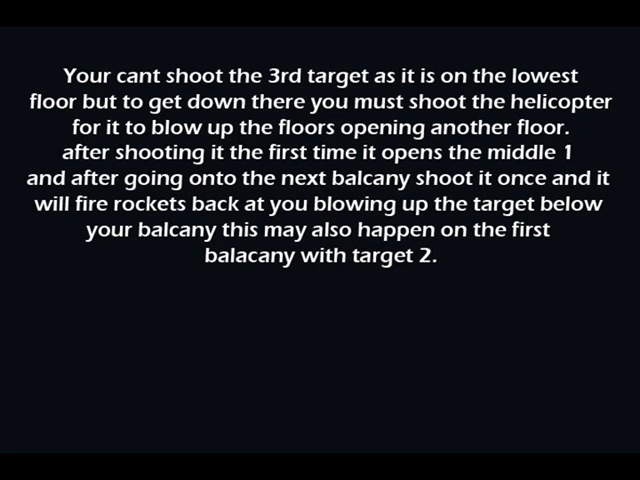 Your cant shoot the 3rd target as it is on the lowest
floor but to get down there you must shoot the helicopter
for it to blow up the floors opening another floor.
after shooting it the first time it opens the middle 1
and after going onto the next balcany shoot it once and it
will fire rockets back at you blowing up the target below
your balcany this may also happen on the first
balacany with target 2.